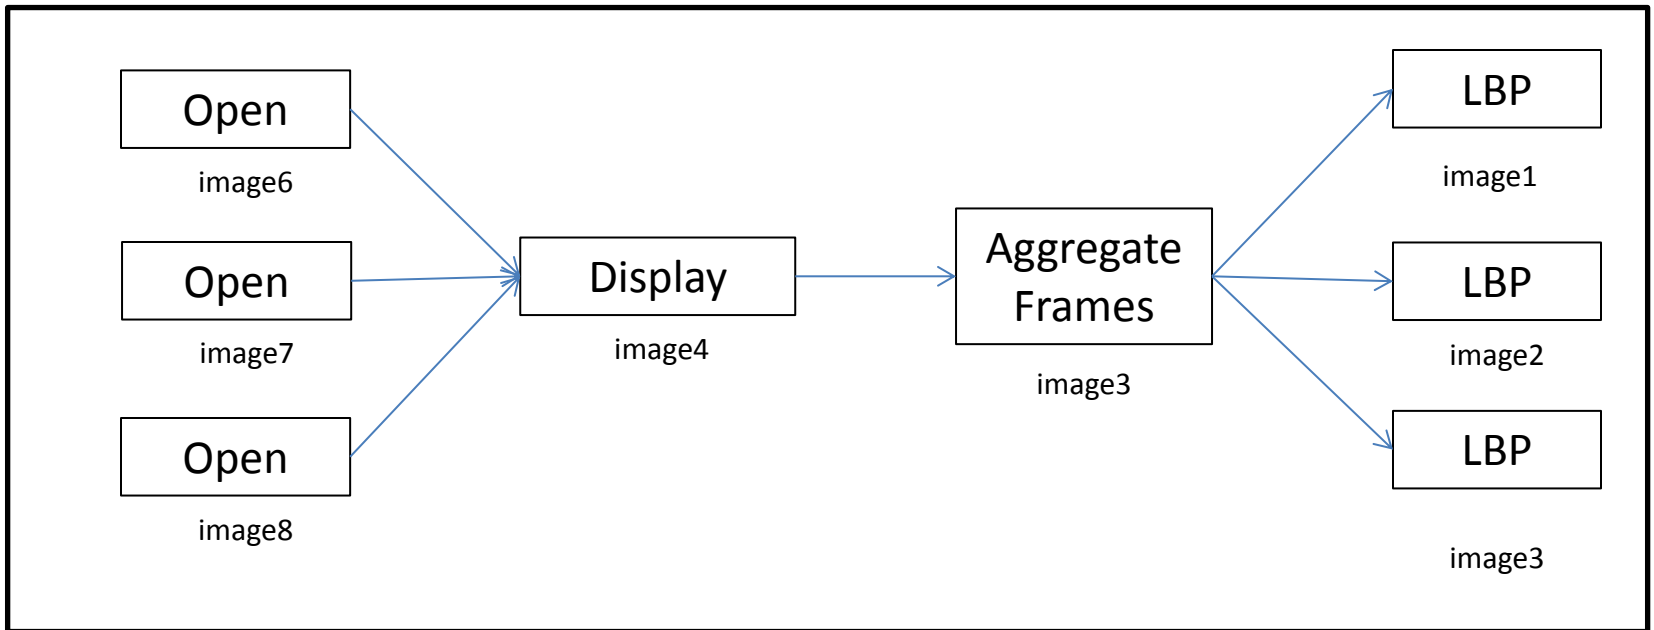 Open
image6
Open
image7
Open
image8
Display
image4
Aggregate
Frames
image3
LBP
image1
LBP
image2
LBP
image3